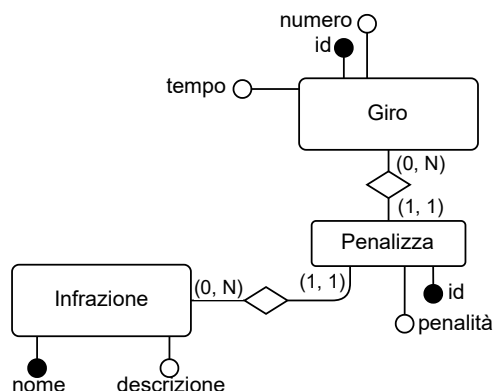 numero
id
tempo
Giro
(0, N)
(1, 1)
Penalizza
Infrazione
(0, N)
(1, 1)
id
penalità
nome
descrizione